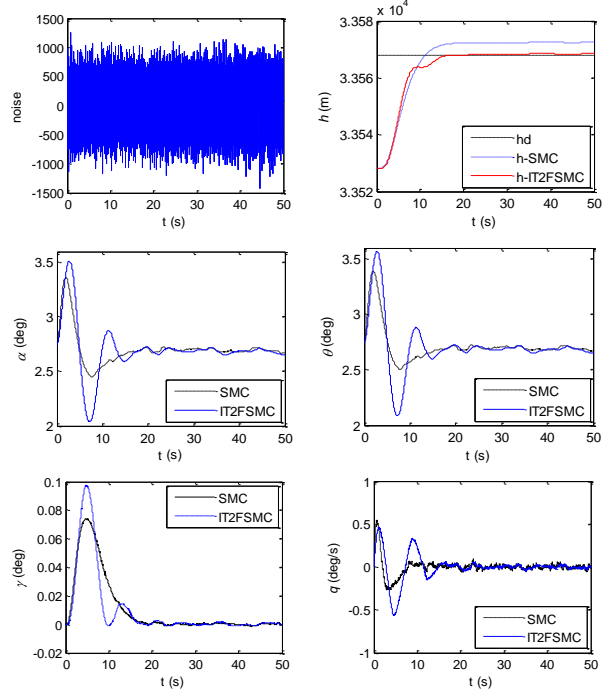 1500
1000
500
0
-500
-1000
-1500
noise
0 10 20 30 40 50
t (s)
x 10⁴
3.358
3.356
3.354
3.352
h (m)
hd
h-SMC
h-IT2FSMC
0 10 20 30 40 50
t (s)
3.5
3
2.5
2
α (deg)
SMC
IT2FSMC
0 10 20 30 40 50
t (s)
3.5
3
2.5
2
θ (deg)
SMC
IT2FSMC
0 10 20 30 40 50
t (s)
0.1
0.08
0.06
0.04
0.02
0
-0.02
γ (deg)
SMC
IT2FSMC
0 10 20 30 40 50
t (s)
1
0.5
0
-0.5
-1
q (deg/s)
SMC
IT2FSMC
0 10 20 30 40 50
t (s)